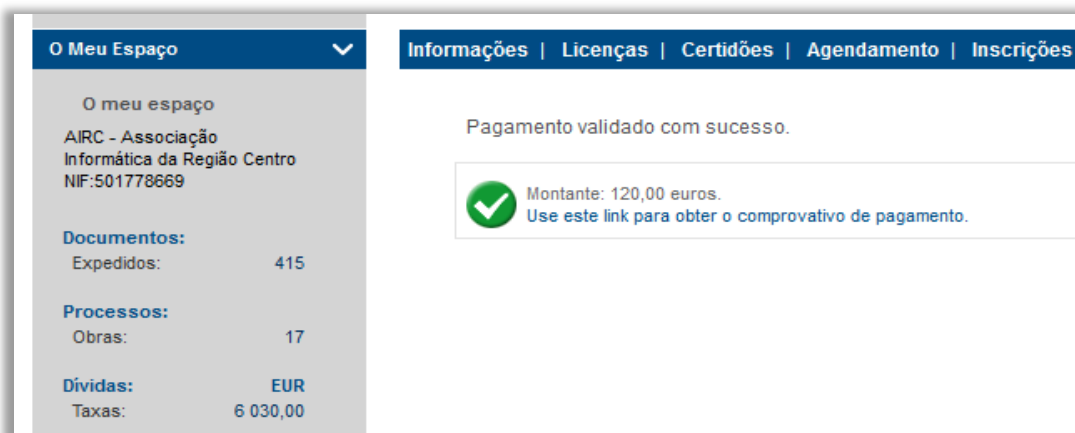 O Meu Espaço
O meu espaço
AIRC - Associação
Informática da Região Centro
NIF:501778669
Documentos:
Expedidos: 415
Processos:
Obras: 17
Dívidas: EUR
Taxas: 6 030,00
Informações | Licenças | Certidões | Agendamento | Inscrições
Pagamento validado com sucesso.
Montante: 120,00 euros.
Use este link para obter o comprovativo de pagamento.